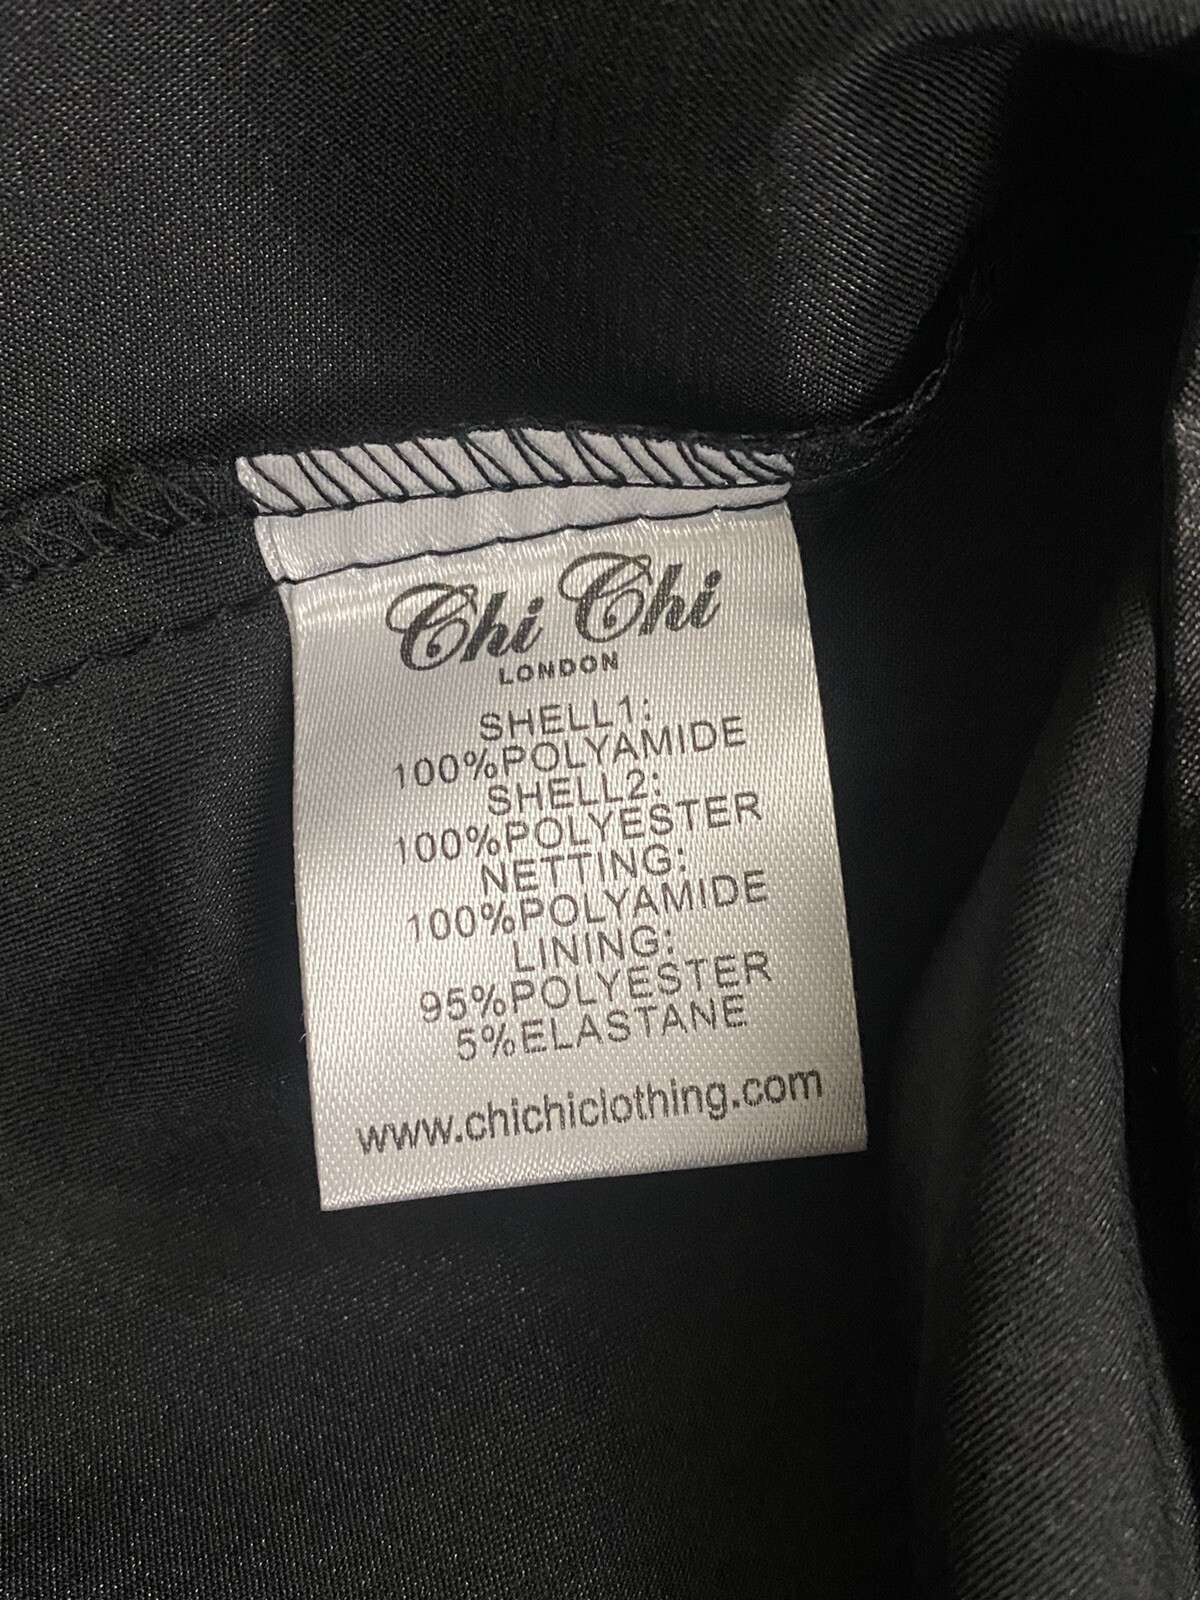 Chi Chi
LONDON
SHELL1:
100%POLYAMIDE
SHELL2:
100%POLYESTER
NETTING:
100%POLYAMIDE
LINING:
95%POLYESTER
5%ELASTANE
www.chichiclothing.com